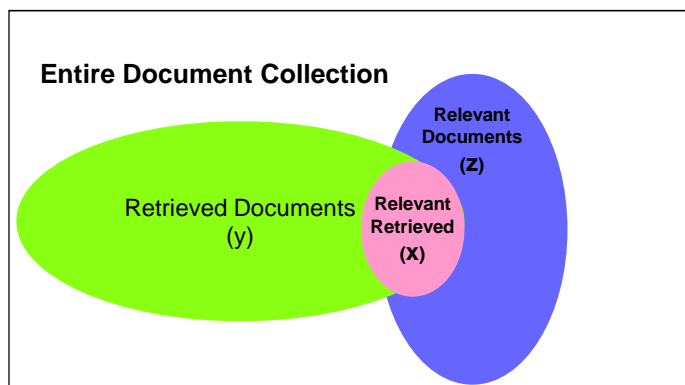 Entire Document Collection
Relevant
Documents
(z)
Retrieved Documents
(y)
Relevant
Retrieved
(x)